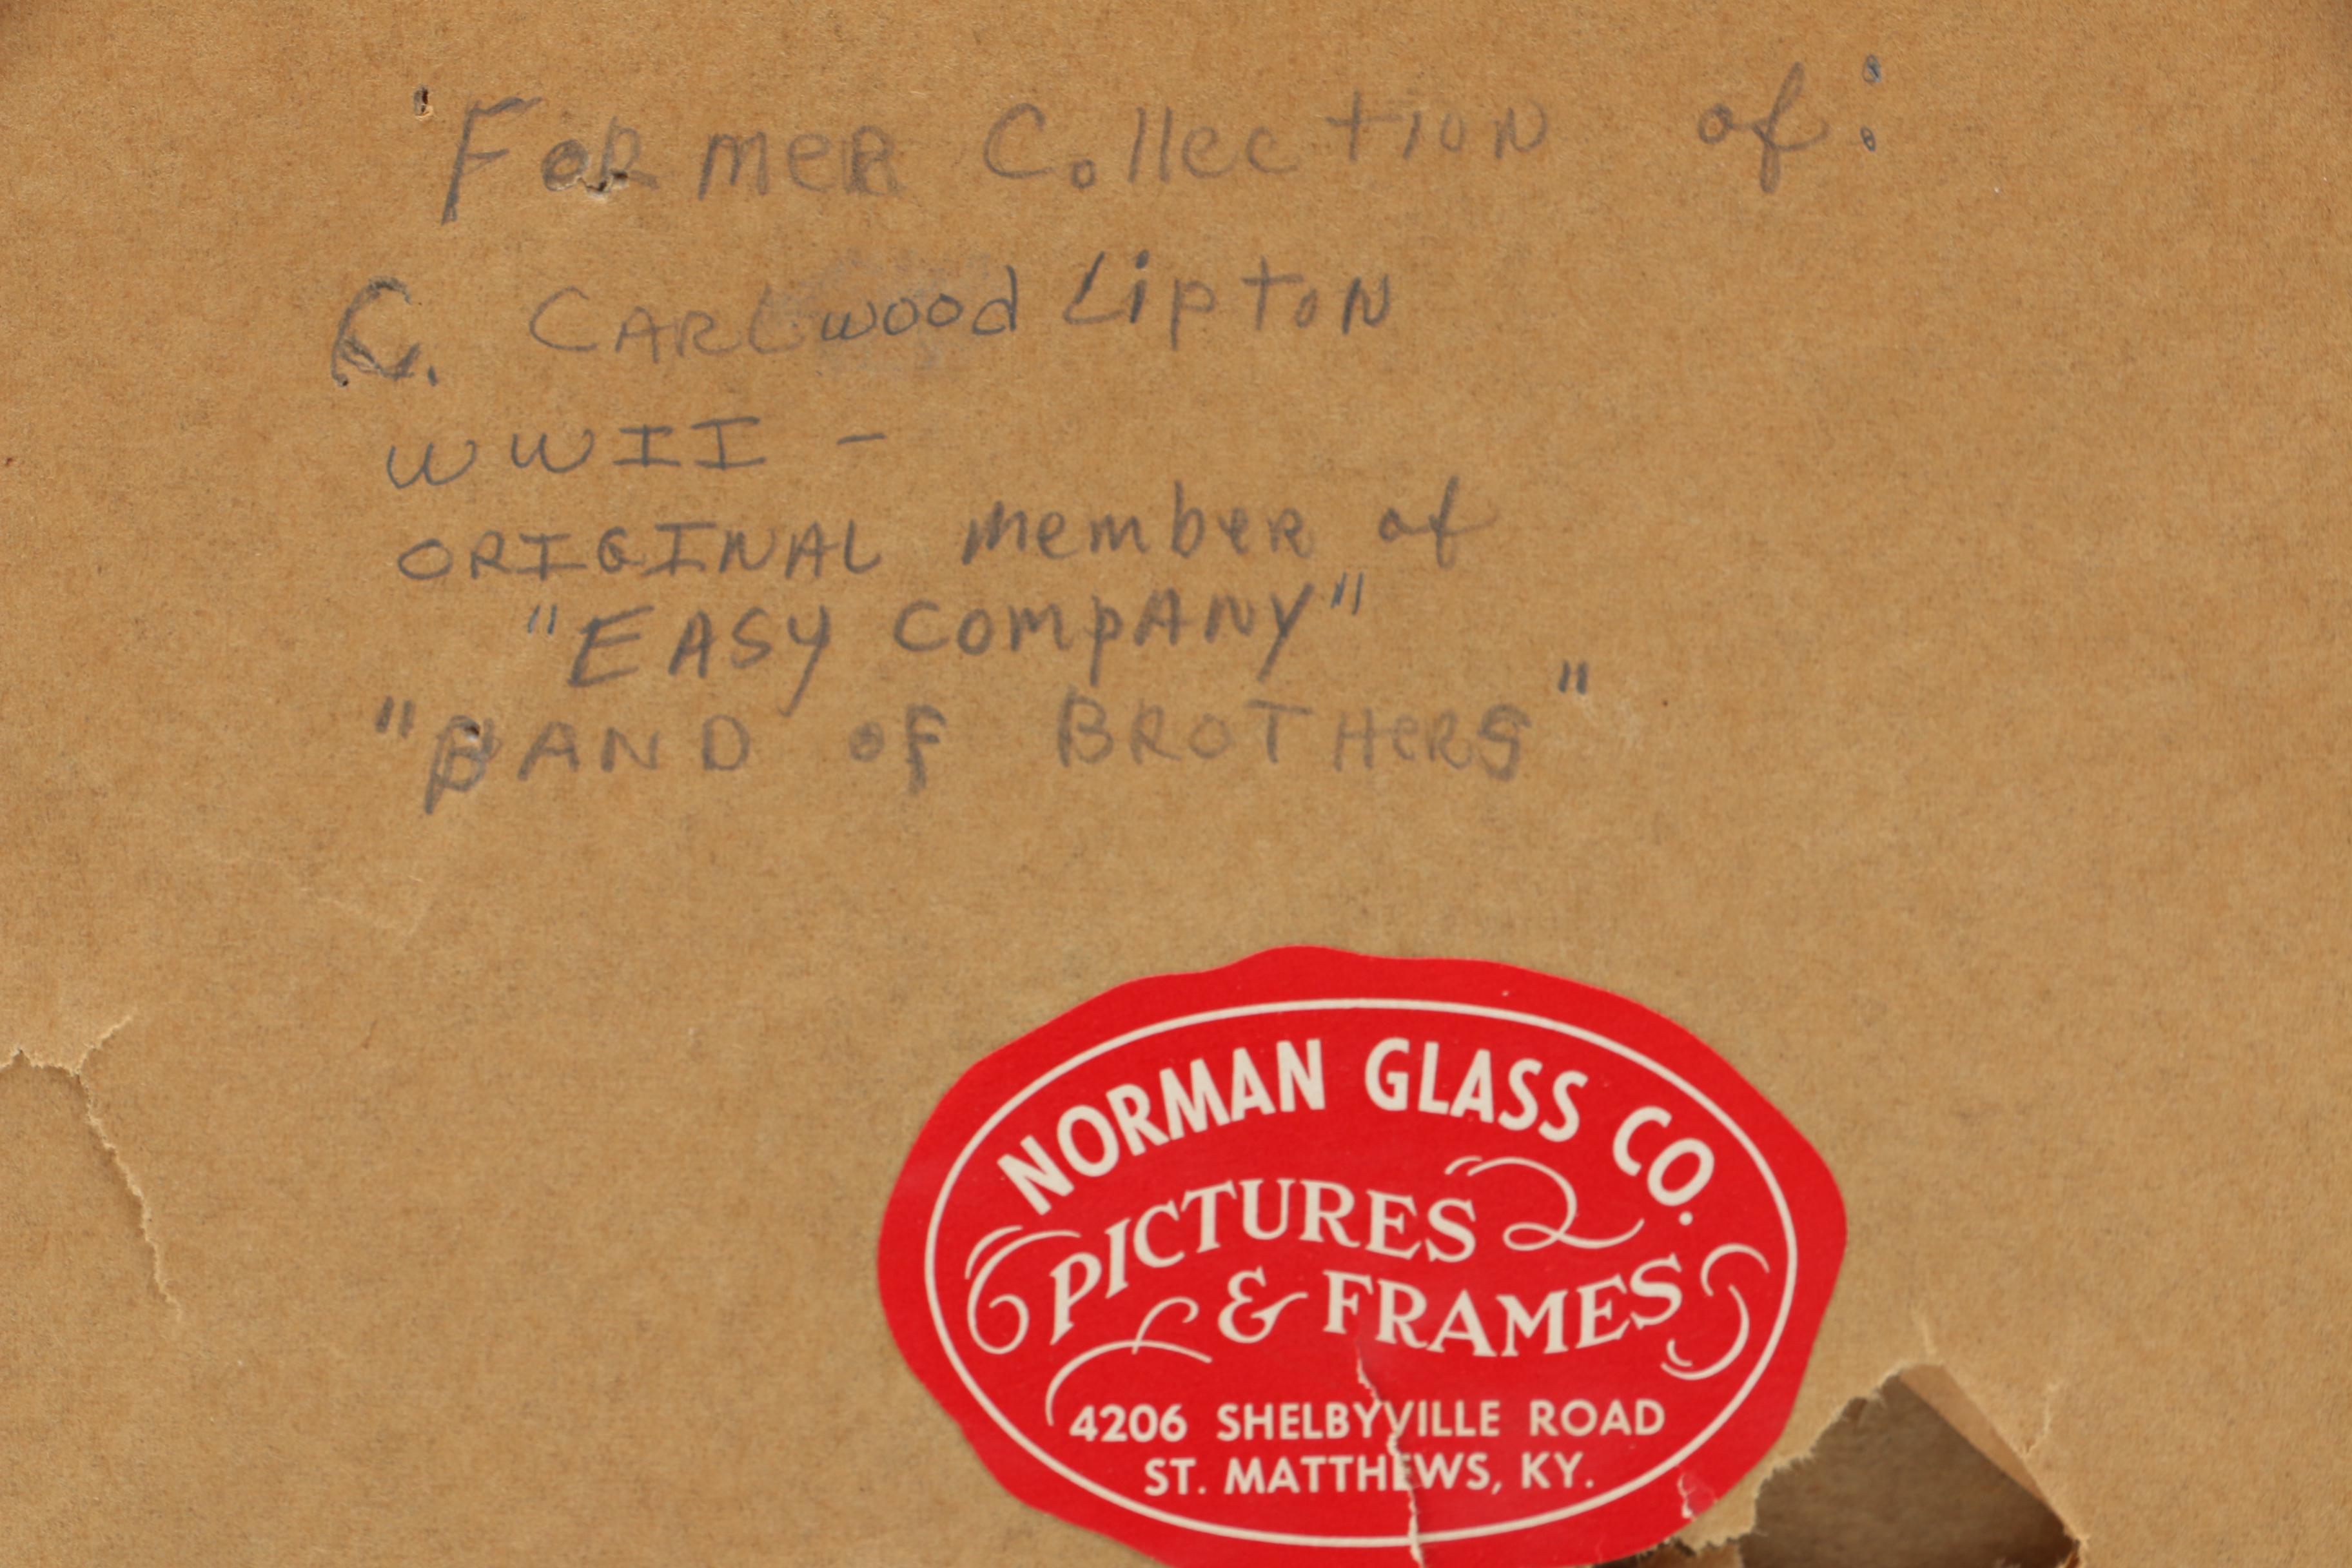 Former Collection of:
C. Carlwood Lipton
WWII -
ORIGINAL member of
"EASY Company"
"BAND of BROTHERS"
NORMAN GLASS CO.
PICTURES
& FRAMES
4206 SHELBYVILLE ROAD
ST. MATTHEWS, KY.